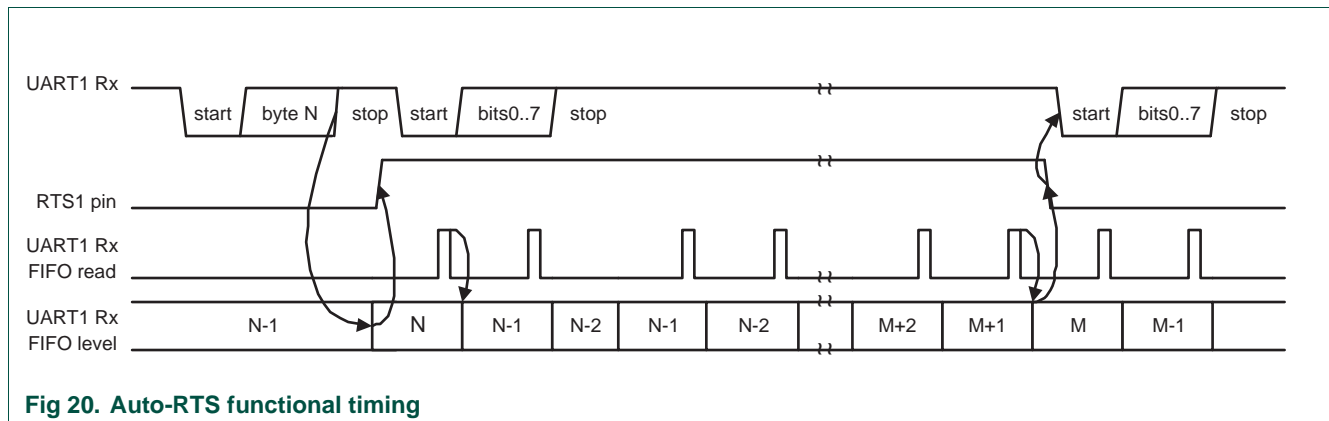 UART1 Rx
start byte N stop start bits0..7 stop start bits0..7 stop
RTS1 pin
UART1 Rx
FIFO read
UART1 Rx
FIFO level
N-1 N N-1 N-2 N-1 N-2 M+2 M+1 M M-1
Fig 20. Auto-RTS functional timing